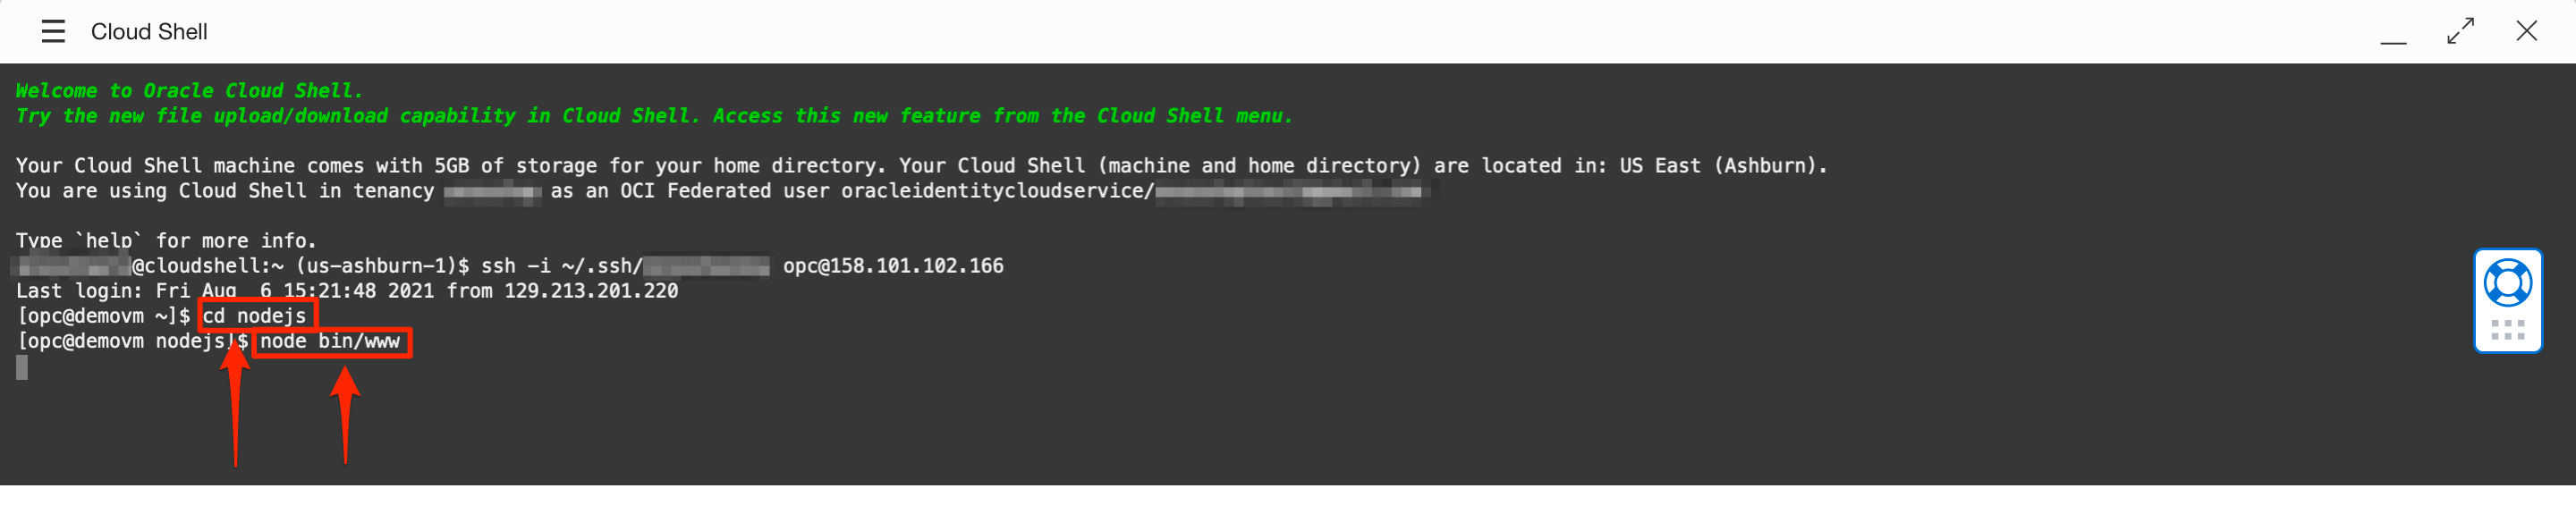 Cloud Shell
Welcome to Oracle Cloud Shell.
Try the new file upload/download capability in Cloud Shell. Access this new feature from the Cloud Shell menu.
Your Cloud Shell machine comes with 5GB of storage for your home directory. Your Cloud Shell (machine and home directory) are located in: US East (Ashburn).
You are using Cloud Shell in tenancy as an OCI Federated user oracleidentitycloudservice/
Type `help` for more info.
@cloudshell:~ (us-ashburn-1)$ ssh -i ~/.ssh/ opc@158.101.102.166
Last login: Fri Aug  6 15:21:48 2021 from 129.213.201.220
[opc@demovm ~]$ cd nodejs
[opc@demovm nodejs]$ node bin/www